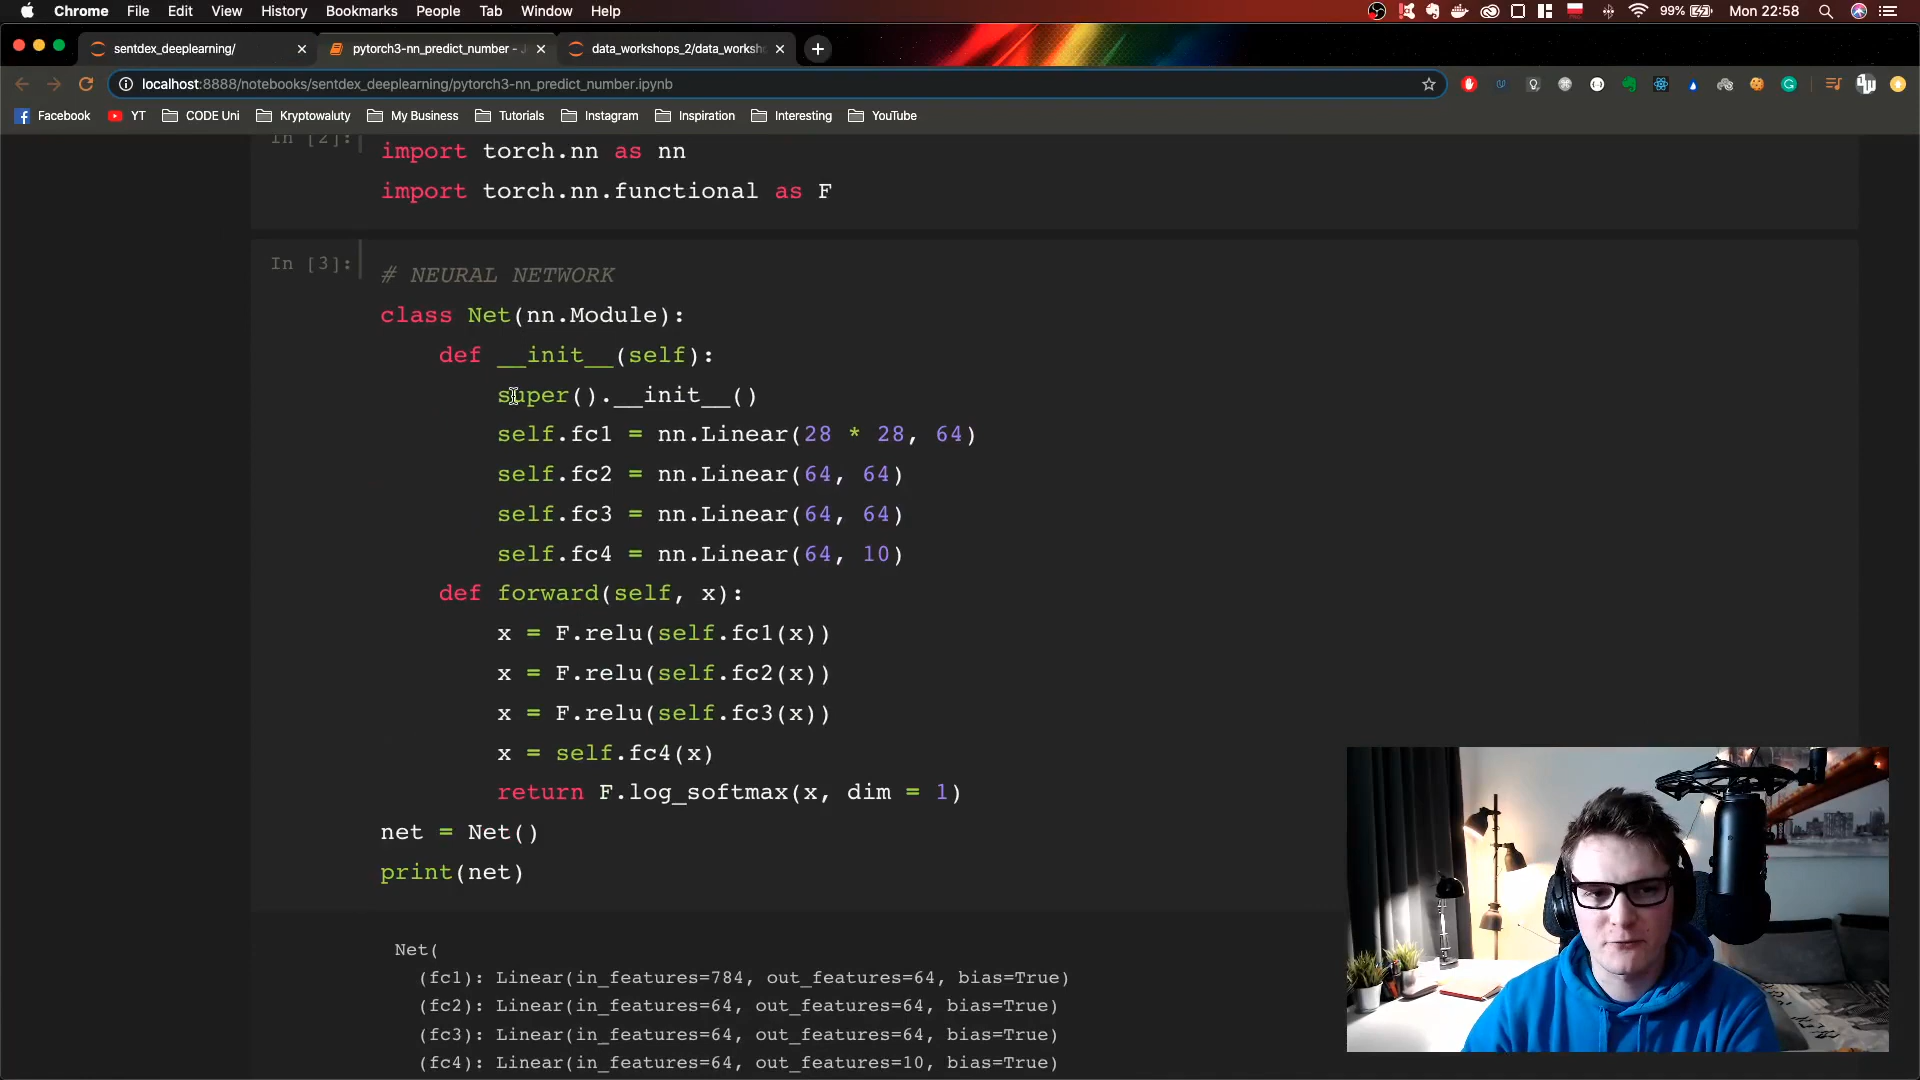 Chrome File Edit View History Bookmarks People Tab Window Help 99% Mon 22:58
sentdex_deeplearning/ pytorch3-nn_predict_number - J data_workshops_2/data_worksh
localhost:8888/notebooks/sentdex_deeplearning/pytorch3-nn_predict_number.ipynb
Facebook YT CODE Uni Kryptowaluty My Business Tutorials Instagram Inspiration Interesting YouTube
In [2]: import torch.nn as nn
import torch.nn.functional as F
In [3]: # NEURAL NETWORK
class Net(nn.Module):
def __init__(self):
super().__init__()
self.fc1 = nn.Linear(28 * 28, 64)
self.fc2 = nn.Linear(64, 64)
self.fc3 = nn.Linear(64, 64)
self.fc4 = nn.Linear(64, 10)
def forward(self, x):
x = F.relu(self.fc1(x))
x = F.relu(self.fc2(x))
x = F.relu(self.fc3(x))
x = self.fc4(x)
return F.log_softmax(x, dim = 1)
net = Net()
print(net)
Net(
(fc1): Linear(in_features=784, out_features=64, bias=True)
(fc2): Linear(in_features=64, out_features=64, bias=True)
(fc3): Linear(in_features=64, out_features=64, bias=True)
(fc4): Linear(in_features=64, out_features=10, bias=True)